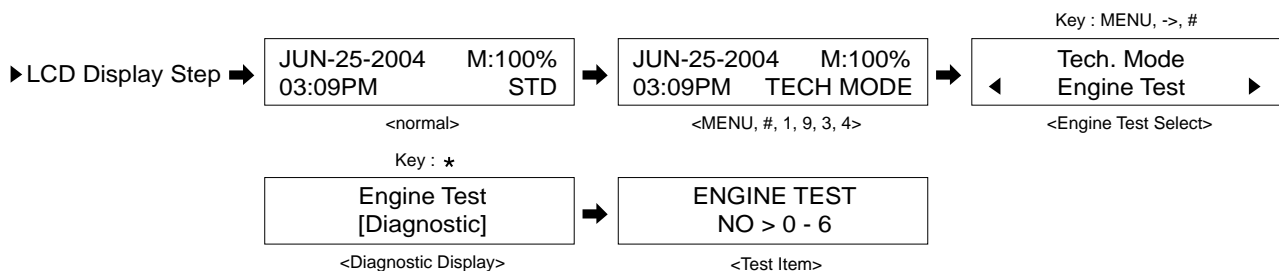 Key : MENU, ->, #
▶LCD Display Step ➡
JUN-25-2004 M:100%
03:09PM STD
<normal>
➡
JUN-25-2004 M:100%
03:09PM TECH MODE
<MENU, #, 1, 9, 3, 4>
➡
Tech. Mode
◀ Engine Test ▶
<Engine Test Select>
Key : *
Engine Test
[Diagnostic]
<Diagnostic Display>
➡
ENGINE TEST
NO > 0 - 6
<Test Item>